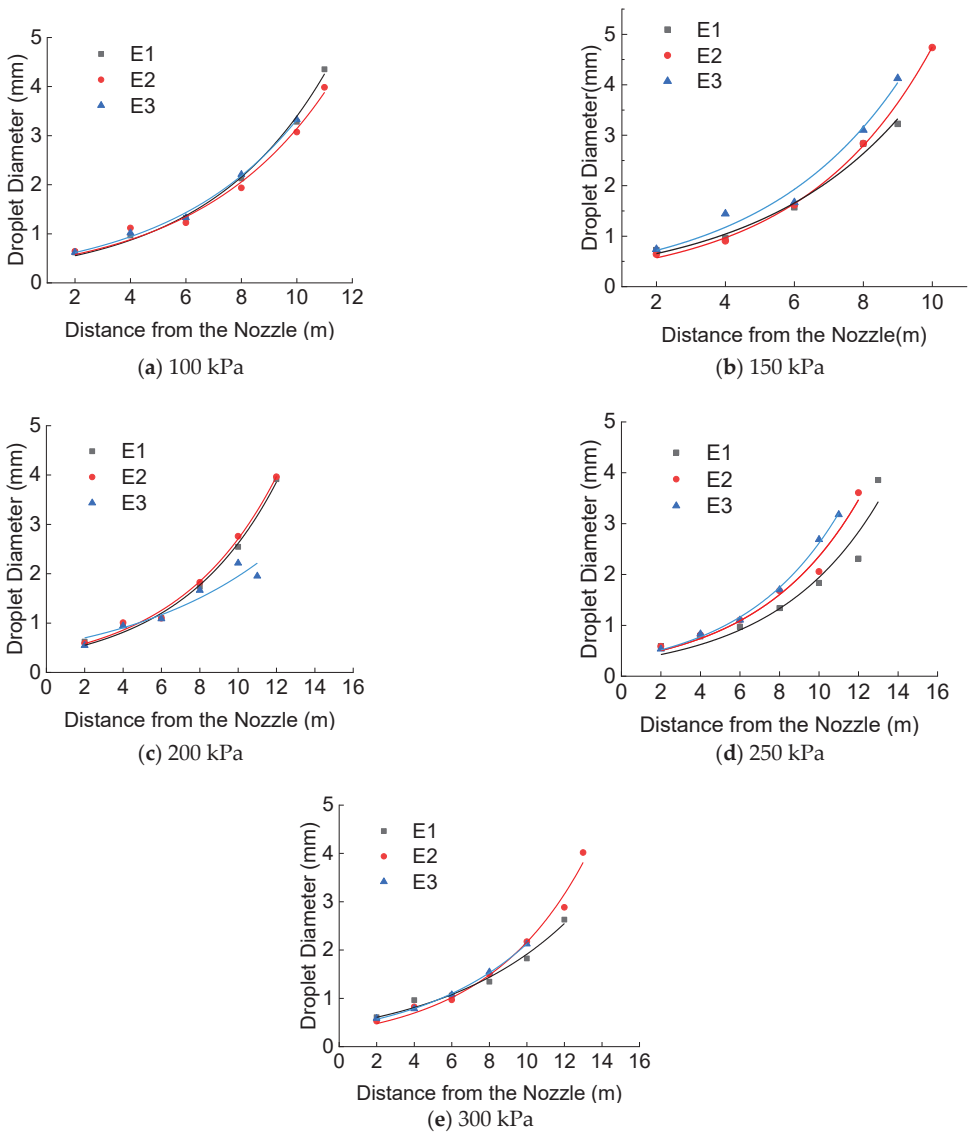 Droplet Diameter (mm)
5
4
3
2
1
0
E1
E2
E3
2 4 6 8 10 12
Distance from the Nozzle (m)
(a) 100 kPa
Droplet Diameter(mm)
5
4
3
2
1
0
E1
E2
E3
2 4 6 8 10
Distance from the Nozzle(m)
(b) 150 kPa
Droplet Diameter (mm)
5
4
3
2
1
0
E1
E2
E3
0 2 4 6 8 10 12 14 16
Distance from the Nozzle (m)
(c) 200 kPa
Droplet Diameter (mm)
5
4
3
2
1
0
E1
E2
E3
0 2 4 6 8 10 12 14 16
Distance from the Nozzle (m)
(d) 250 kPa
Droplet Diameter (mm)
5
4
3
2
1
0
E1
E2
E3
0 2 4 6 8 10 12 14 16
Distance from the Nozzle (m)
(e) 300 kPa